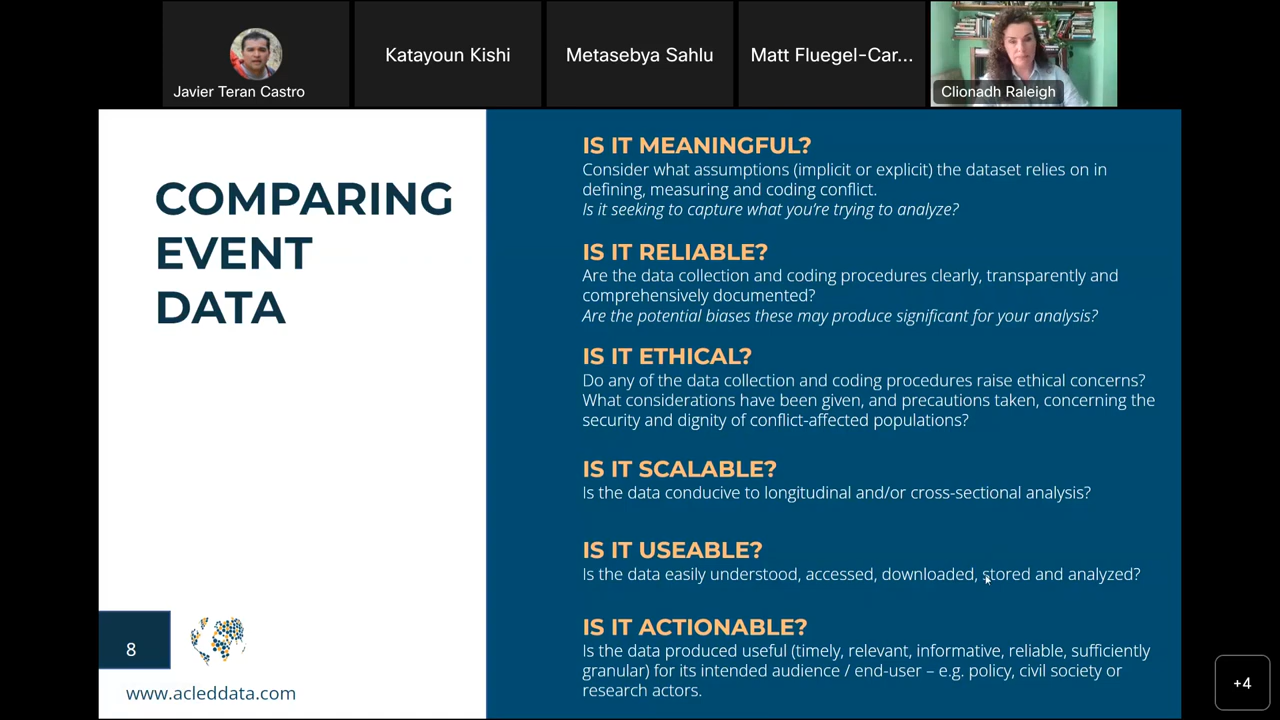 Javier Teran Castro
Katayoun Kishi
Metasebya Sahlu
Matt Fluegel-Car...
Clionadh Raleigh
COMPARING
EVENT
DATA
8
www.acleddata.com
IS IT MEANINGFUL?
Consider what assumptions (implicit or explicit) the dataset relies on in
defining, measuring and coding conflict.
Is it seeking to capture what you're trying to analyze?
IS IT RELIABLE?
Are the data collection and coding procedures clearly, transparently and
comprehensively documented?
Are the potential biases these may produce significant for your analysis?
IS IT ETHICAL?
Do any of the data collection and coding procedures raise ethical concerns?
What considerations have been given, and precautions taken, concerning the
security and dignity of conflict-affected populations?
IS IT SCALABLE?
Is the data conducive to longitudinal and/or cross-sectional analysis?
IS IT USEABLE?
Is the data easily understood, accessed, downloaded, stored and analyzed?
IS IT ACTIONABLE?
Is the data produced useful (timely, relevant, informative, reliable, sufficiently
granular) for its intended audience / end-user – e.g. policy, civil society or
research actors.
+4